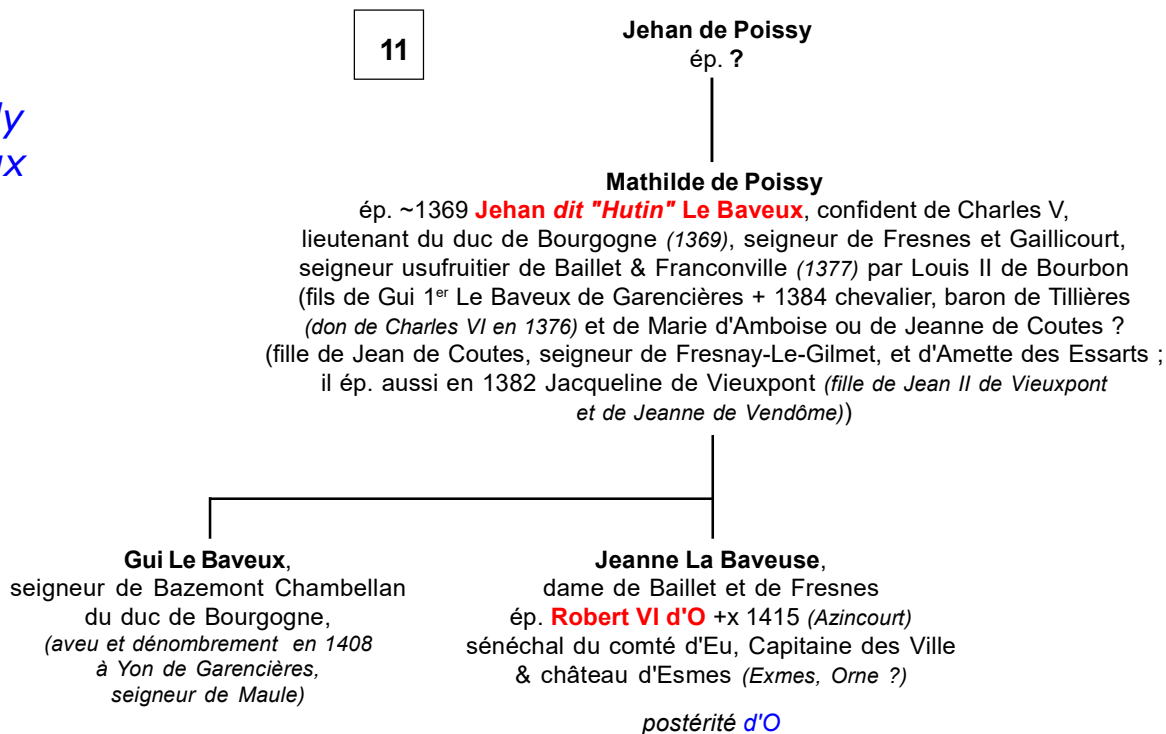 11
Jehan de Poissy
ép. ?
Mathilde de Poissy
ép. ~1369 Jehan dit "Hutin" Le Baveux, confident de Charles V,
lieutenant du duc de Bourgogne (1369), seigneur de Fresnes et Gaillicourt,
seigneur usufruitier de Baillet & Franconville (1377) par Louis II de Bourbon
(fils de Gui 1er Le Baveux de Garencières + 1384 chevalier, baron de Tillières
(don de Charles VI en 1376) et de Marie d'Amboise ou de Jeanne de Coutes ?
(fille de Jean de Coutes, seigneur de Fresnay-Le-Gilmet, et d'Amette des Essarts ;
il ép. aussi en 1382 Jacqueline de Vieuxpont (fille de Jean II de Vieuxpont
et de Jeanne de Vendôme))
Gui Le Baveux,
seigneur de Bazemont Chambellan
du duc de Bourgogne,
(aveu et dénombrement en 1408
à Yon de Garencières,
seigneur de Maule)
Jeanne La Baveuse,
dame de Baillet et de Fresnes
ép. Robert VI d'O +x 1415 (Azincourt)
sénéchal du comté d'Eu, Capitaine des Ville
& château d'Esmes (Exmes, Orne ?)
postérité d'O